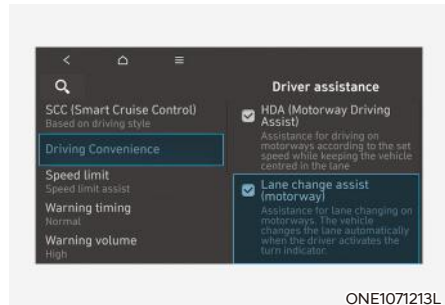 Driver assistance
SCC (Smart Cruise Control)
Based on driving style
Driving Convenience
Speed limit
Speed limit assist
Warning timing
Normal
Warning volume
High
HDA (Motorway Driving
Assist)
Assistance for driving on
motorways according to the set
speed while keeping the vehicle
centred in the lane
Lane change assist
(motorway)
Assistance for lane changing on
motorways. The vehicle
changes the lane automatically
when the driver activates the
turn indicator.
ONE1071213L